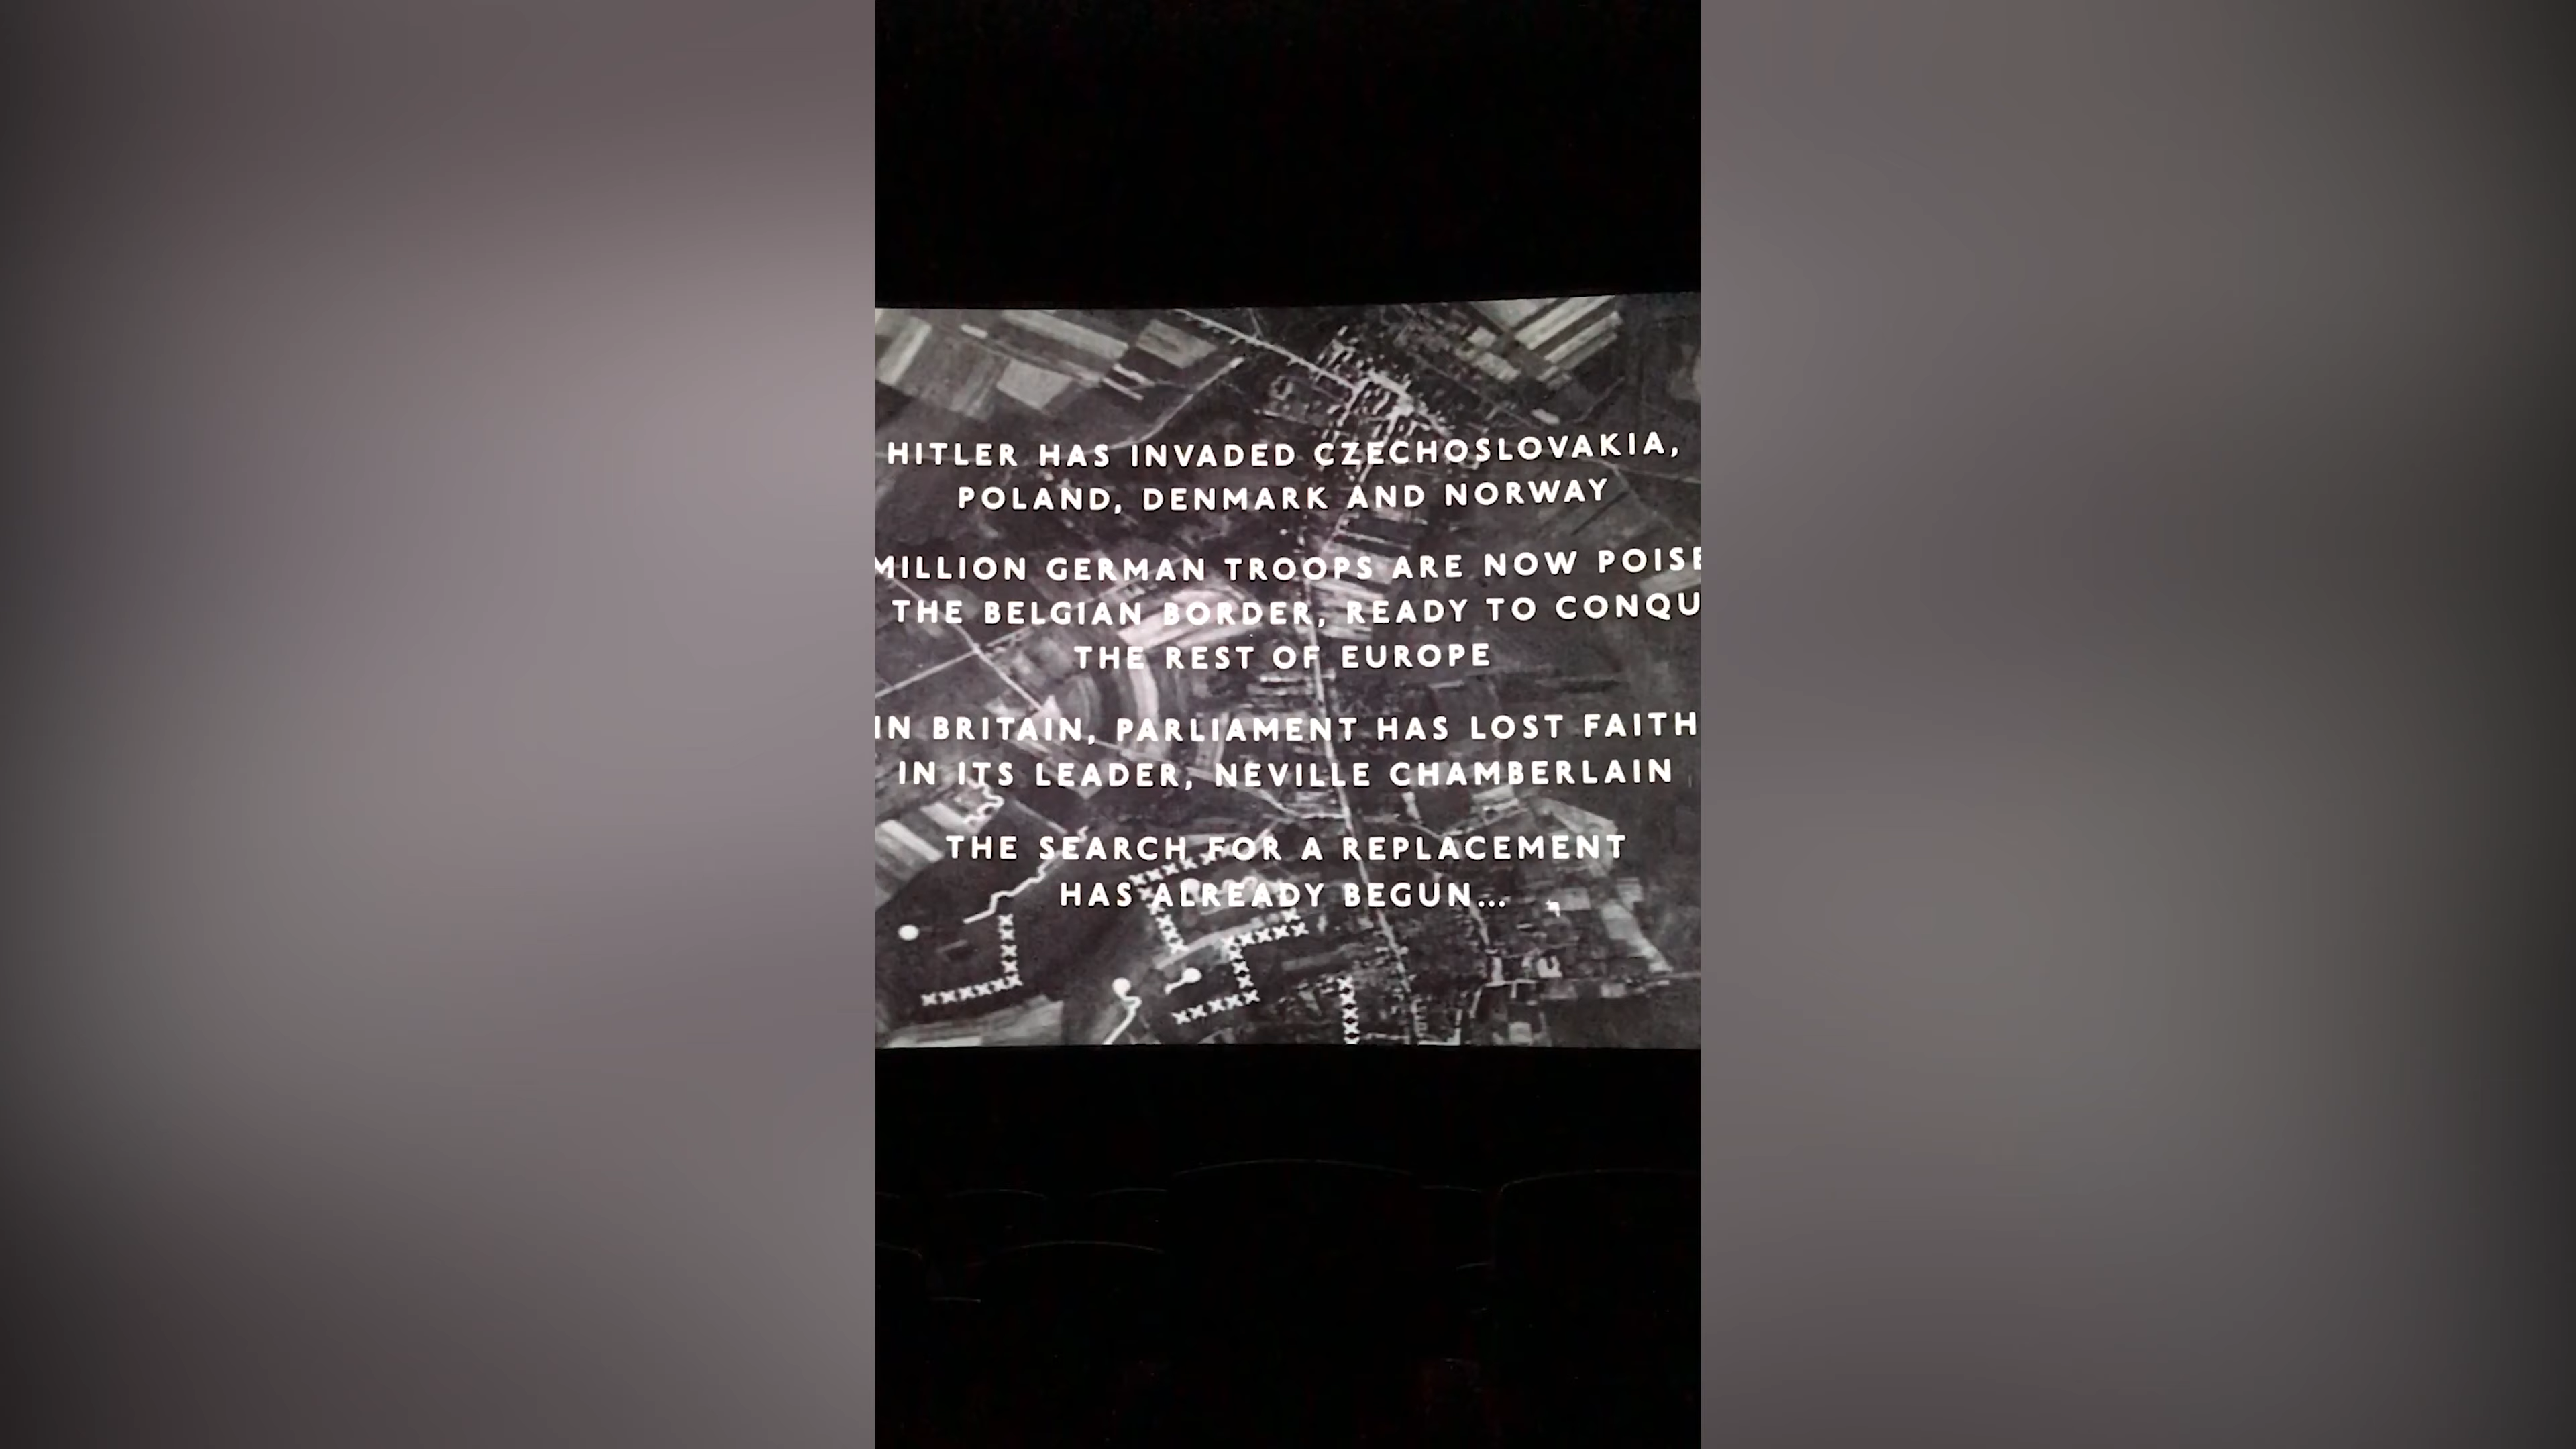 HITLER HAS INVADED CZECHOSLOVAKIA,
POLAND, DENMARK AND NORWAY
MILLION GERMAN TROOPS ARE NOW POISE
THE BELGIAN BORDER, READY TO CONQU
THE REST OF EUROPE
IN BRITAIN, PARLIAMENT HAS LOST FAITH
IN ITS LEADER, NEVILLE CHAMBERLAIN
THE SEARCH FOR A REPLACEMENT
HAS ALREADY BEGUN...